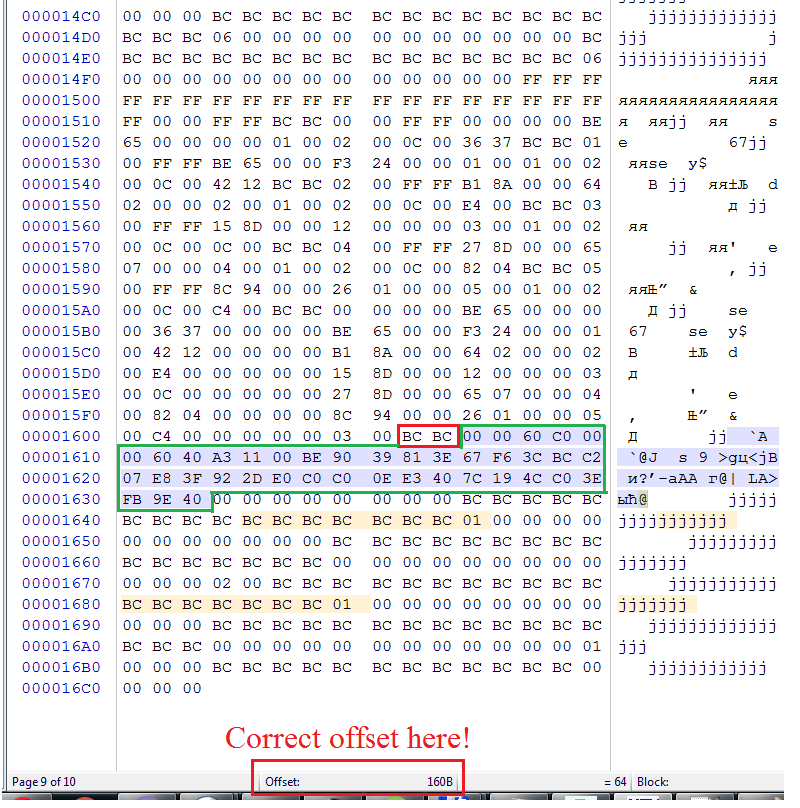 000014C0 00 00 00 BC BC BC BC BC BC BC BC BC BC BC BC BC jjjjjjjjjjjjj
000014D0 BC BC BC 06 00 00 00 00 00 00 00 00 00 00 00 BC jjj j
000014E0 BC BC BC BC BC BC BC BC BC BC BC BC BC BC BC 06 jjjjjjjjjjjjjjj
000014F0 00 00 00 00 00 00 00 00 00 00 00 00 00 FF FF FF яяя
00001500 FF FF FF FF FF FF FF FF FF FF FF FF FF FF FF FF яяяяяяяяяяяяяяяя
00001510 FF 00 00 FF FF BC BC 00 00 FF FF 00 00 00 00 BE я яяjj яя s
00001520 65 00 00 00 00 01 00 02 00 0C 00 36 37 BC BC 01 e 67jj
00001530 00 FF FF BE 65 00 00 F3 24 00 00 01 00 01 00 02 яяsе у$
00001540 00 0C 00 42 12 BC BC 02 00 FF FF B1 8A 00 00 64 B jj яя±Љ d
00001550 02 00 00 02 00 01 00 02 00 0C 00 E4 00 BC BC 03 д jj
00001560 00 FF FF 15 8D 00 00 12 00 00 00 03 00 01 00 02 яя
00001570 00 0C 00 0C 00 BC BC 04 00 FF FF 27 8D 00 00 65 jj яя' e
00001580 07 00 00 04 00 01 00 02 00 0C 00 82 04 BC BC 05 ‚ jj
00001590 00 FF FF 8C 94 00 00 26 01 00 00 05 00 01 00 02 яяЊ” &
000015A0 00 0C 00 C4 00 BC BC 00 00 00 00 00 BE 65 00 00 Д jj se
000015B0 00 36 37 00 00 00 00 BE 65 00 00 F3 24 00 00 01 67 se у$
000015C0 00 42 12 00 00 00 00 B1 8A 00 00 64 02 00 00 02 B ±Љ d
000015D0 00 E4 00 00 00 00 00 15 8D 00 00 12 00 00 00 03 д
000015E0 00 0C 00 00 00 00 00 27 8D 00 00 65 07 00 00 04 ' e
000015F0 00 82 04 00 00 00 00 8C 94 00 00 26 01 00 00 05 ‚ Њ” &
00001600 00 C4 00 00 00 00 00 03 00 BC BC 00 00 60 C0 00 Д jj `А
00001610 00 60 40 A3 11 00 BE 90 39 81 3E 67 F6 3C BC C2 `@J s 9 >gц<jВ
00001620 07 E8 3F 92 2D E0 C0 C0 0E E3 40 7C 19 4C C0 3E и?’-аАА г@| LА>
00001630 FB 9E 40 00 00 00 00 00 00 00 00 BC BC BC BC BC ыћ@ jjjjj
00001640 BC BC BC BC BC BC BC BC BC BC BC 01 00 00 00 00 jjjjjjjjjjj
00001650 00 00 00 00 00 00 00 BC BC BC BC BC BC BC BC BC jjjjjjjjj
00001660 BC BC BC BC BC BC BC 00 00 00 00 00 00 00 00 00 jjjjjjj
00001670 00 00 00 02 00 BC BC BC BC BC BC BC BC BC BC BC jjjjjjjjjjj
00001680 BC BC BC BC BC BC BC 01 00 00 00 00 00 00 00 00 jjjjjjj
00001690 00 00 00 BC BC BC BC BC BC BC BC BC BC BC BC BC jjjjjjjjjjjjj
000016A0 BC BC BC 00 00 00 00 00 00 00 00 00 00 00 00 01 jjj
000016B0 00 00 00 BC BC BC BC BC BC BC BC BC BC BC BC 00 jjjjjjjjjjjj
000016C0 00 00 00
Correct offset here!
Page 9 of 10 Offset: 160B = 64 Block: